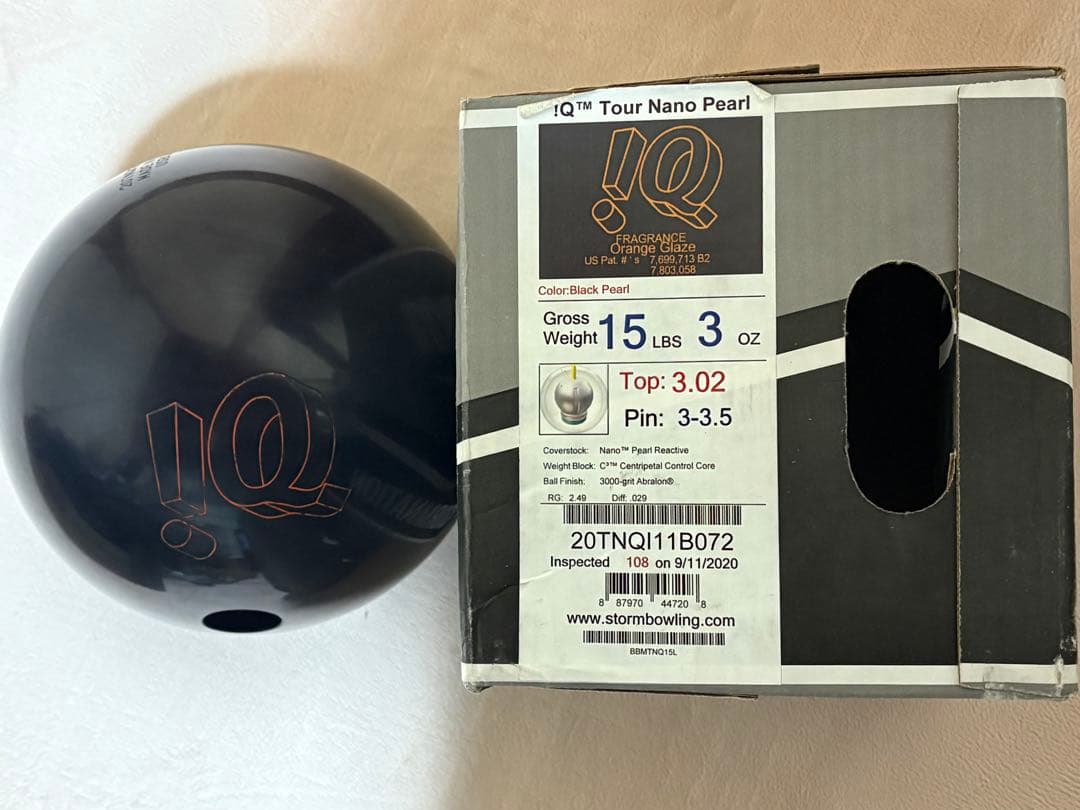 !Q
!Q™ Tour Nano Pearl
!Q
FRAGRANCE
Orange Glaze
US Pat. # ' s 7,699,713 B2
7,803,058
Color:Black Pearl
Gross Weight 15 LBS 3 OZ
Top: 3.02
Pin: 3-3.5
Coverstock: Nano™ Pearl Reactive
Weight Block: C³™ Centripetal Control Core
Ball Finish: 3000-grit Abralon®
RG: 2.49 Diff: .029
20TNQI11B072
Inspected 108 on 9/11/2020
8 87970 44720 8
www.stormbowling.com
BBMTNQ15L